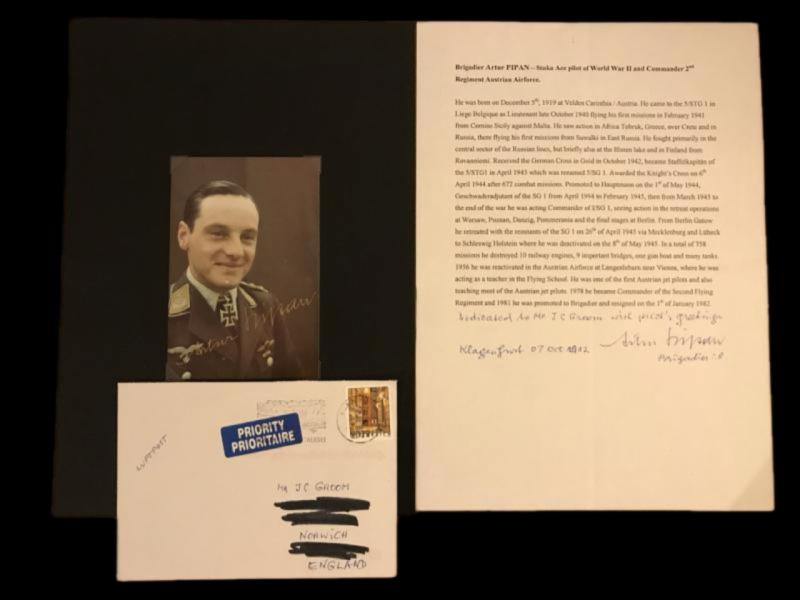 Brigadier Artur PIPAN – Stuka Ace pilot of World War II and Commander 2nd
Regiment Austrian Airforce.
He was born on December 5th, 1919 at Velden Carinthia / Austria. He came to the 5/STG 1 in
Liege Belgique as Lieutenant late October 1940 flying his first missions in February 1941
from Comiso Sicily against Malta. He saw action in Africa Tobruk, Greece, over Crete and in
Russia, there flying his first missions from Suwalki in East Russia. He fought primarily in the
central sector of the Russian lines, but briefly also at the Ilmen lake and in Finland from
Rovaniemi. Received the German Cross in Gold in October 1942, became Staffelkapitän of
the 5/STG1 in April 1943 which was renamed 5/SG 1. Awarded the Knight's Cross on 6th
April 1944 after 672 combat missions. Promoted to Hauptmann on the 1st of May 1944,
Geschwaderadjutant of the SG 1 from April 1994 to February 1945, then from March 1945 to
the end of the war he was acting Commander of I/SG 1, seeing action in the retreat operations
at Warsaw, Poznan, Danzig, Pommerania and the final stages at Berlin. From Berlin Gatow
he retreated with the remnants of the SG 1 on 26th of April 1945 via Mecklenburg and Lübeck
to Schleswig Holstein where he was deactivated on the 8th of May 1945. In a total of 758
missions he destroyed 10 railway engines, 9 important bridges, one gun boat and many tanks.
1956 he was reactivated in the Austrian Airforce at Langenlebarn near Vienna, where he was
acting as a teacher in the Flying School. He was one of the first Austrian jet pilots and also
teaching most of the Austrian jet pilots. 1978 he became Commander of the Second Flying
Regiment and 1981 he was promoted to Brigadier and resigned on the 1st of January 1982.
Dedicated to Mr J C Groom with pilot's greetings
Klagenfurt 07 Oct
Artur Pipan
Brigadier
Artur Pipan
PRIORITY
PRIORITAIRE
LUFTPOST
Mr J C GROOM
NORWICH
ENGLAND